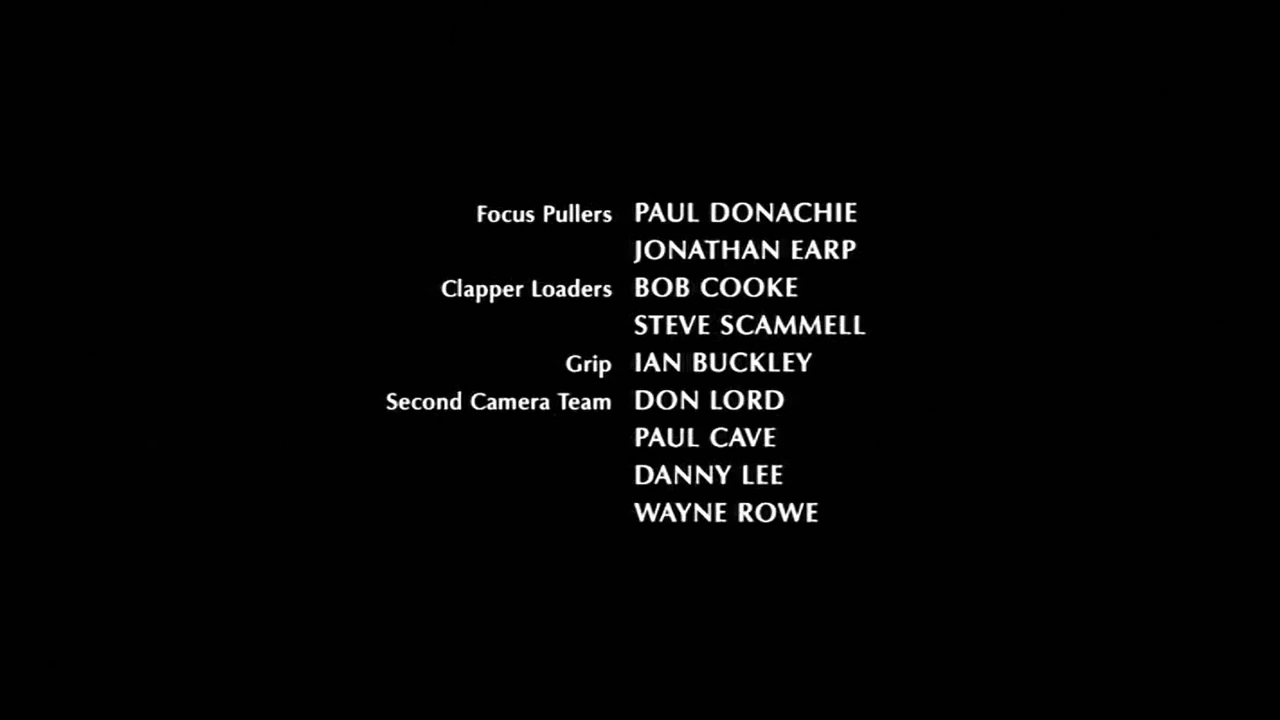 Focus Pullers PAUL DONACHIE
JONATHAN EARP
Clapper Loaders BOB COOKE
STEVE SCAMMELL
Grip IAN BUCKLEY
Second Camera Team DON LORD
PAUL CAVE
DANNY LEE
WAYNE ROWE